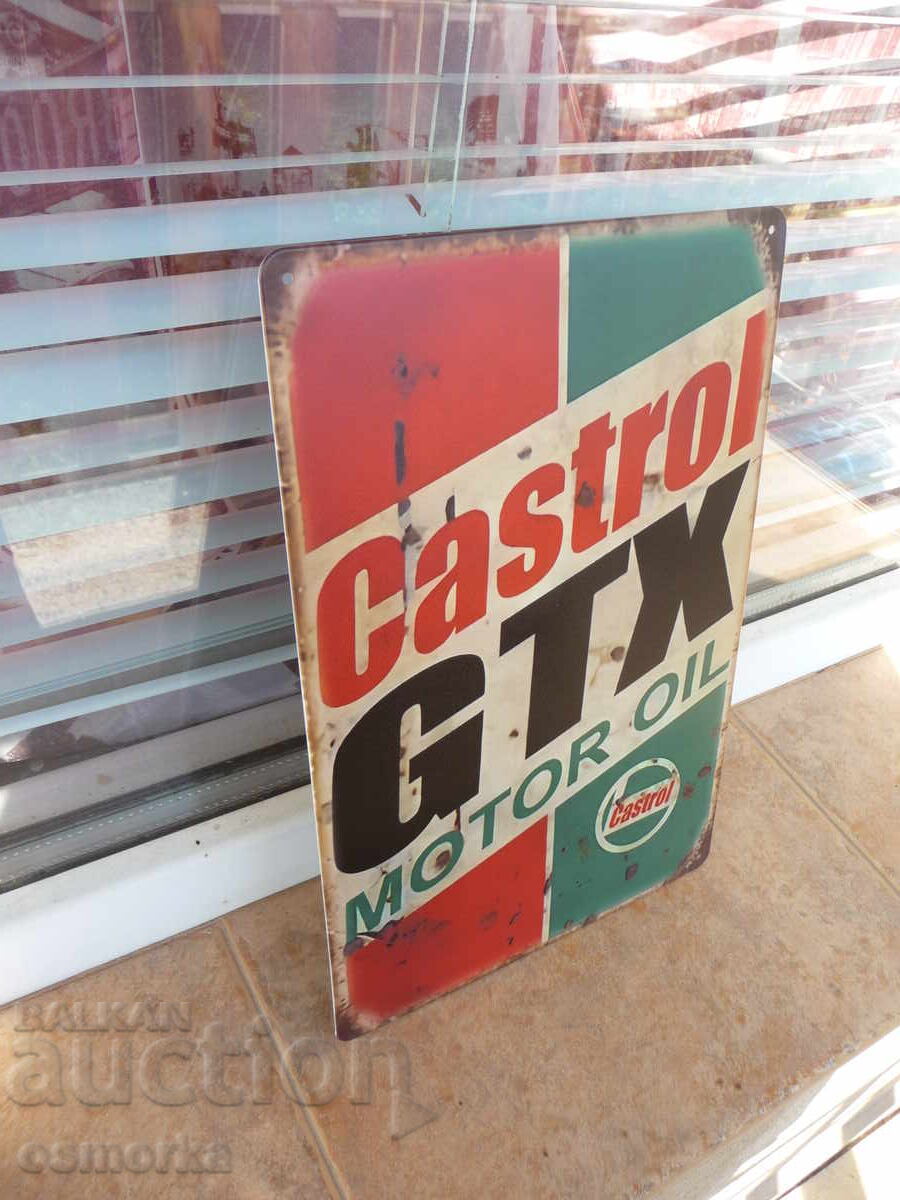 Castrol
GTX
MOTOR OIL
Castrol
BALKAN
auction
osmorka